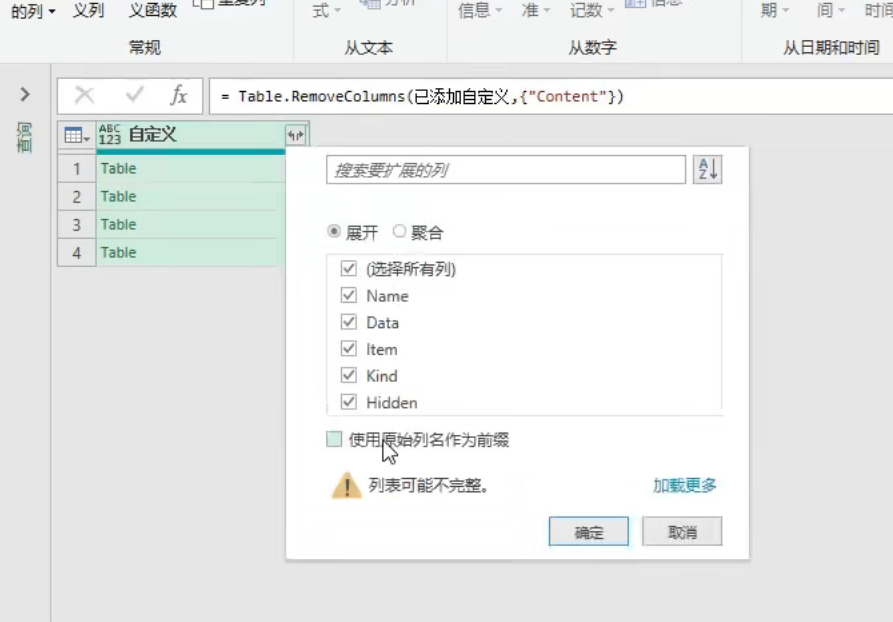 的列 义列 义函数 重复列 式 分析 信息 准 记数 信息 期 间 时间
常规 从文本 从数字 从日期和时间
fx = Table.RemoveColumns(已添加自定义,{"Content"})
查询
ABC 123 自定义
1 Table
2 Table
3 Table
4 Table
搜索要扩展的列
A Z
展开 聚合
(选择所有列)
Name
Data
Item
Kind
Hidden
使用原始列名作为前缀
列表可能不完整。 加载更多
确定 取消